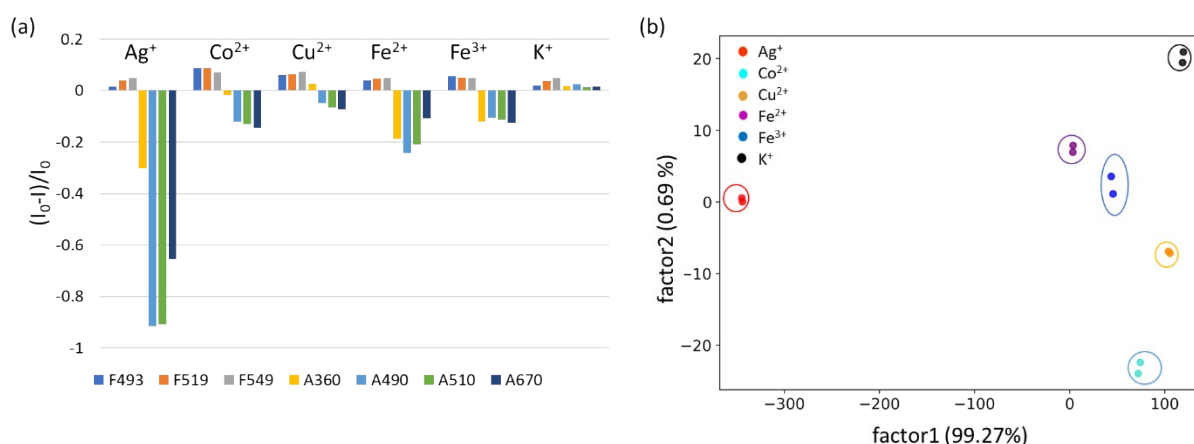 (a)
0.2
Ag⁺ Co²⁺ Cu²⁺ Fe²⁺ Fe³⁺ K⁺
0
-0.2
-0.4
-0.6
-0.8
-1
(I₀-I)/I₀
F493 F519 F549 A360 A490 A510 A670
(b)
Ag⁺
Co²⁺
Cu²⁺
Fe²⁺
Fe³⁺
K⁺
20
10
0
−10
−20
factor2 (0.69 %)
−300 −200 −100 0 100
factor1 (99.27%)